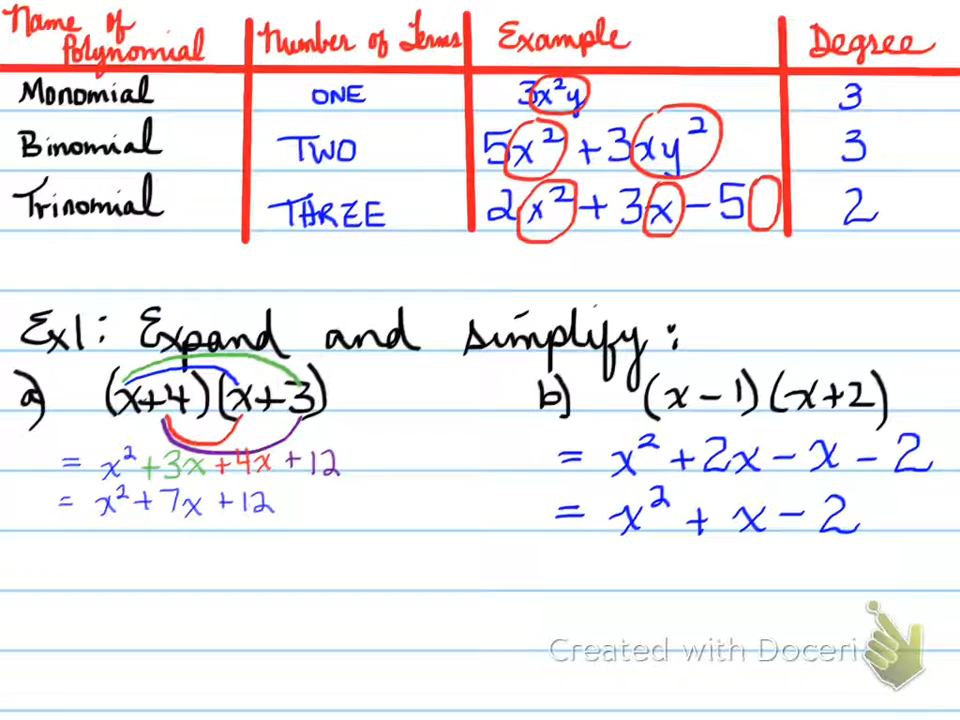 Name of Polynomial | Number of Terms | Example | Degree
Monomial | ONE | 3x²y | 3
Binomial | TWO | 5x² + 3xy² | 3
Trinomial | THREE | 2x² + 3x - 5 | 2
Ex1: Expand and simplify:
a) (x+4)(x+3)
= x² + 3x + 4x + 12
= x² + 7x + 12
b) (x - 1)(x+2)
= x² + 2x - x - 2
= x² + x - 2
Created with Doceri